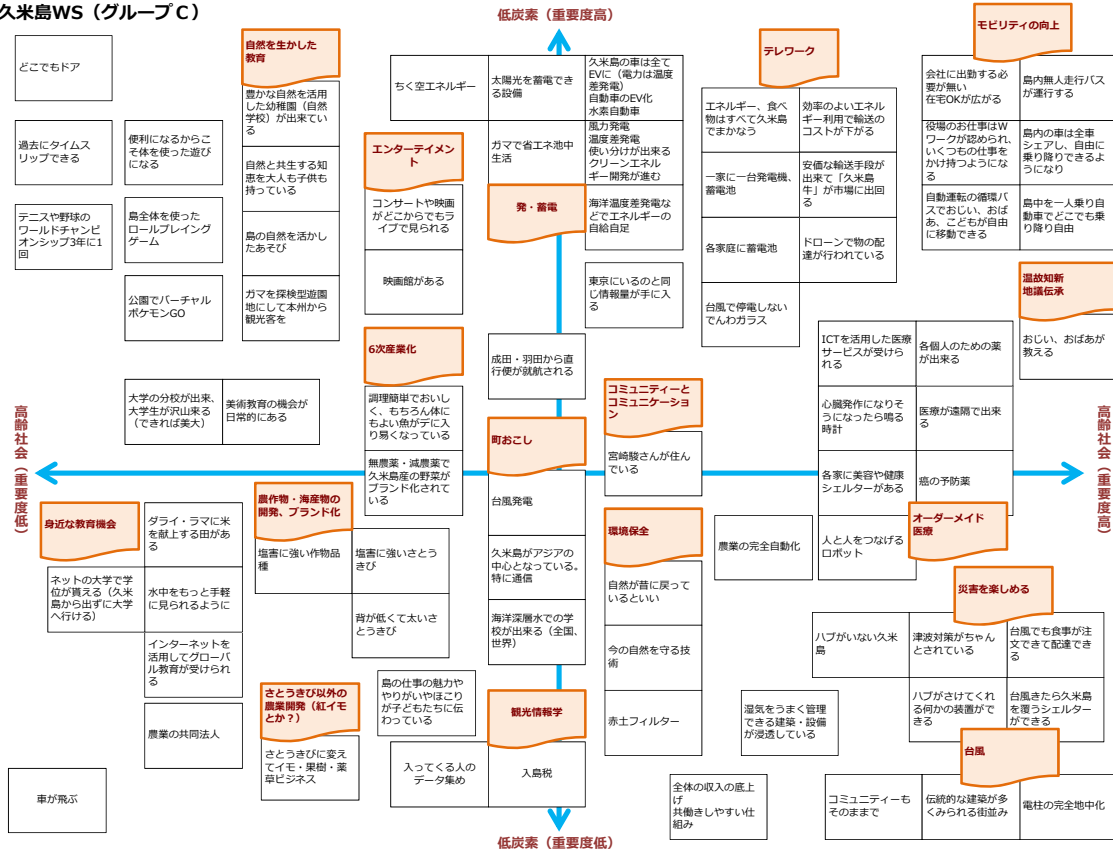 久米島WS（グループC）
低炭素（重要度高）
どこでもドア
過去にタイムス
リップできる
便利になるからこ
そ体を使った遊び
になる
テニスや野球の
ワールドチャンピ
オンシップ3年に1
回
島全体を使った
ロールプレイング
ゲーム
公園でバーチャル
ポケモンGO
自然を生かした
教育
豊かな自然を活用
した幼稚園（自然
学校）が出来てい
る
自然と共生する知
恵を大人も子供も
持っている
島の自然を活かし
たあそび
ガマを探検型遊園
地にして本州から
観光客を
大学の分校が出来、
大学生が沢山来る
（できれば美大）
美術教育の機会が
日常的にある
エンターテイメント
コンサートや映画
がどこからでもラ
イブで見られる
映画館がある
6次産業化
調理簡単でおいし
く、もちろん体に
もよい魚がデに入
り易くなっている
無農薬・減農薬で
久米島産の野菜が
ブランド化されて
いる
ちく空エネルギー
太陽光を蓄電でき
る設備
久米島の車は全て
EVに（電力は温度
差発電）
自動車のEV化
水素自動車
ガマで省エネ池中
生活
風力発電
温度差発電
使い分けが出来る
クリーンエネル
ギー開発が進む
発・蓄電
海洋温度差発電な
どでエネルギーの
自給自足
東京にいるのと同
じ情報量が手に入
る
成田・羽田から直
行便が就航される
テレワーク
エネルギー、食べ
物はすべて久米島
でまかなう
効率のよいエネル
ギー利用で輸送の
コストが下がる
一家に一台発電機、
蓄電池
安価な輸送手段が
出来て「久米島
牛」が市場に出回
る
各家庭に蓄電池
ドローンで物の配
達が行われている
台風で停電しない
でんわガラス
モビリティの向上
会社に出勤する必
要が無い
在宅OKが広がる
島内無人走行バス
が運行する
役場のお仕事はW
ワークが認められ、
いくつもの仕事を
かけ持つようにな
る
島内の車は全車
シェアし、自由に
乗り降りできるよ
うになり
自動運転の循環バ
スでおじい、おば
あ、こどもが自由
に移動できる
島中を一人乗り自
動車でどこでも乗
り降り自由
温故知新
地議伝承
おじい、おばあが
教える
ICTを活用した医療
サービスが受けら
れる
各個人のための薬
が出来る
心臓発作になりそ
うになったら鳴る
時計
医療が遠隔で出来
る
各家に美容や健康
シェルターがある
癌の予防薬
人と人をつなげる
ロボット
オーダーメイド
医療
高齢社会（重要度低）
高齢社会（重要度高）
コミュニティーと
コミュニケーショ
ン
宮崎駿さんが住ん
でいる
町おこし
台風発電
久米島がアジアの
中心となっている。
特に通信
海洋深層水での学
校が出来る（全国、
世界）
環境保全
自然が昔に戻って
いるといい
今の自然を守る技
術
赤土フィルター
農業の完全自動化
身近な教育機会
ダライ・ラマに米
を献上する田があ
る
ネットの大学で学
位が貰える（久米
島から出ずに大学
へ行ける）
水中をもっと手軽
に見られるように
インターネットを
活用してグローバ
ル教育が受けられ
る
農業の共同法人
農作物・海産物の
開発、ブランド化
塩害に強い作物品
種
塩害に強いさとう
きび
背が低くて太いさ
とうきび
さとうきび以外の
農業開発（紅イモ
とか？）
さとうきびに変え
てイモ・果樹・薬
草ビジネス
島の仕事の魅力や
やりがいやほこり
が子どもたちに伝
わっている
観光情報学
入ってくる人の
データ集め
入島税
災害を楽しめる
ハブがいない久米
島
津波対策がちゃん
とされている
台風でも食事が注
文できて配達でき
る
ハブがさけてくれ
る何かの装置がで
きる
台風きたら久米島
を覆うシェルター
ができる
湿気をうまく管理
できる建築・設備
が浸透している
台風
コミュニティーも
そのままで
伝統的な建築が多
くみられる街並み
電柱の完全地中化
全体の収入の底上
げ
共働きしやすい仕
組み
車が飛ぶ
低炭素（重要度低）